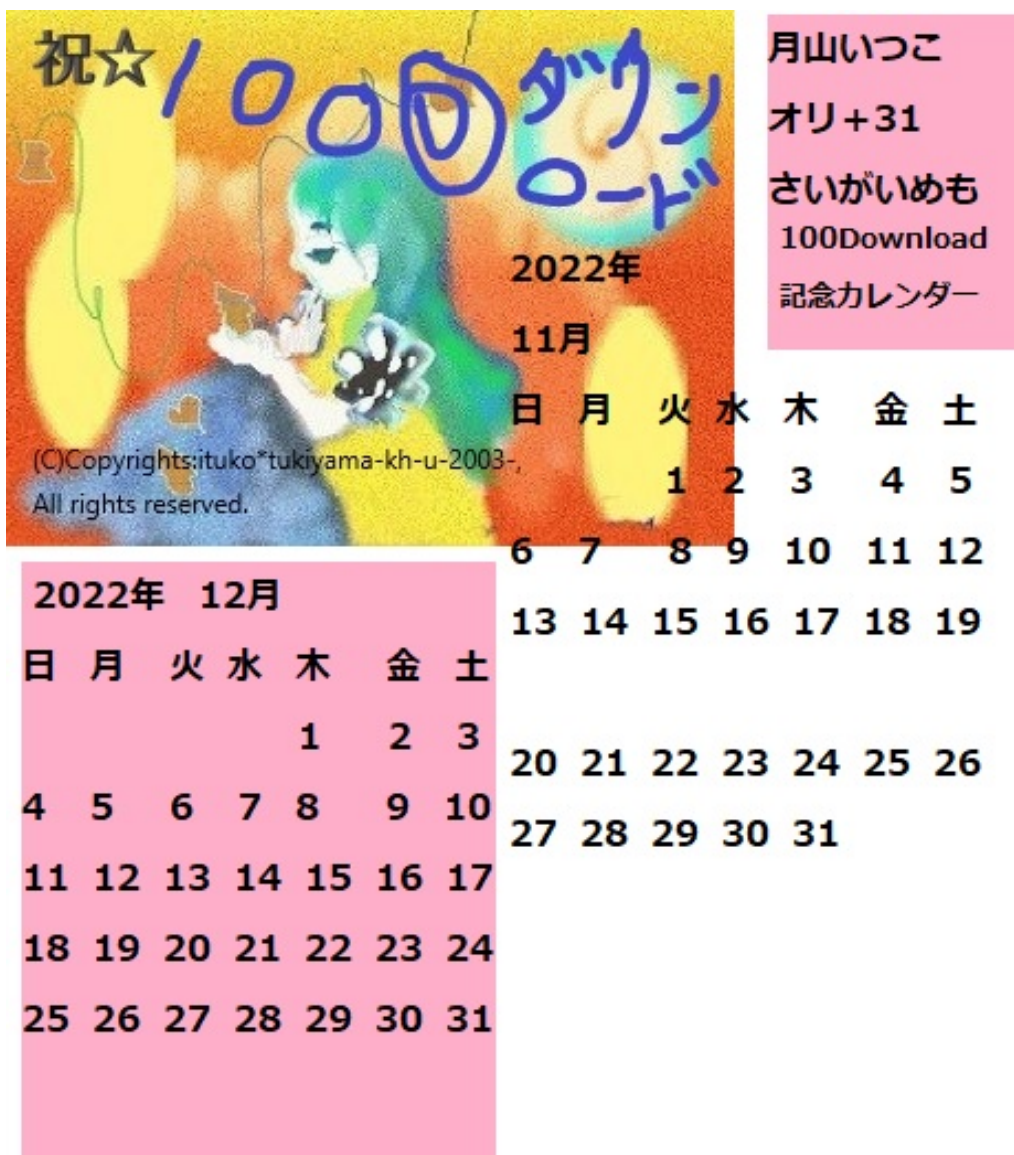 祝☆100回ダウン
ロード
月山いつこ
オリ+31
さいがいめも
100Download
記念カレンダー
2022年
11月
日 月 火 水 木 金 土
1 2 3 4 5
6 7 8 9 10 11 12
13 14 15 16 17 18 19
20 21 22 23 24 25 26
27 28 29 30 31
(C)Copyrights:ituko*tukiyama-kh-u-2003-,
All rights reserved.
2022年 12月
日 月 火 水 木 金 土
1 2 3
4 5 6 7 8 9 10
11 12 13 14 15 16 17
18 19 20 21 22 23 24
25 26 27 28 29 30 31